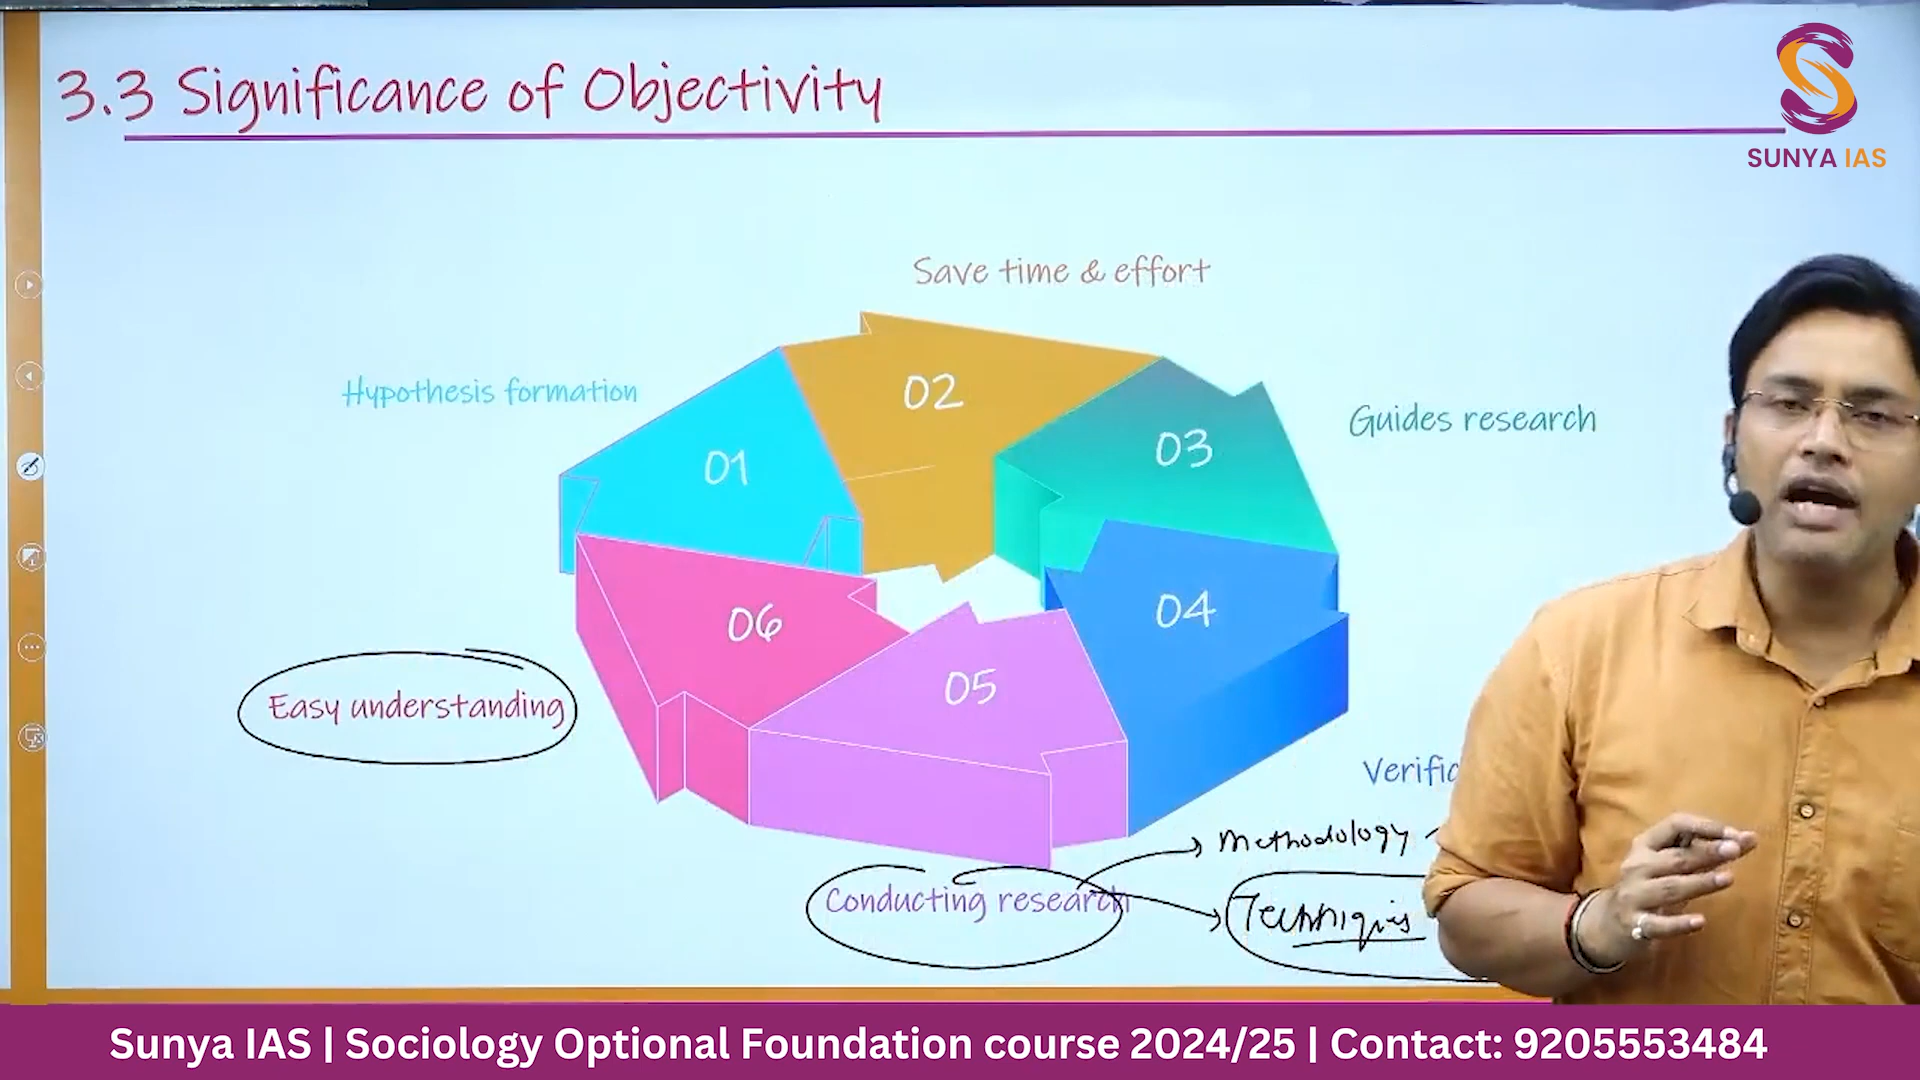 3.3 Significance of Objectivity
SUNYA IAS
Save time & effort
Hypothesis formation
02
Guides research
01
03
04
06
05
Easy understanding
Verific
Methodology
Conducting research
Techniques
Sunya IAS | Sociology Optional Foundation course 2024/25 | Contact: 9205553484